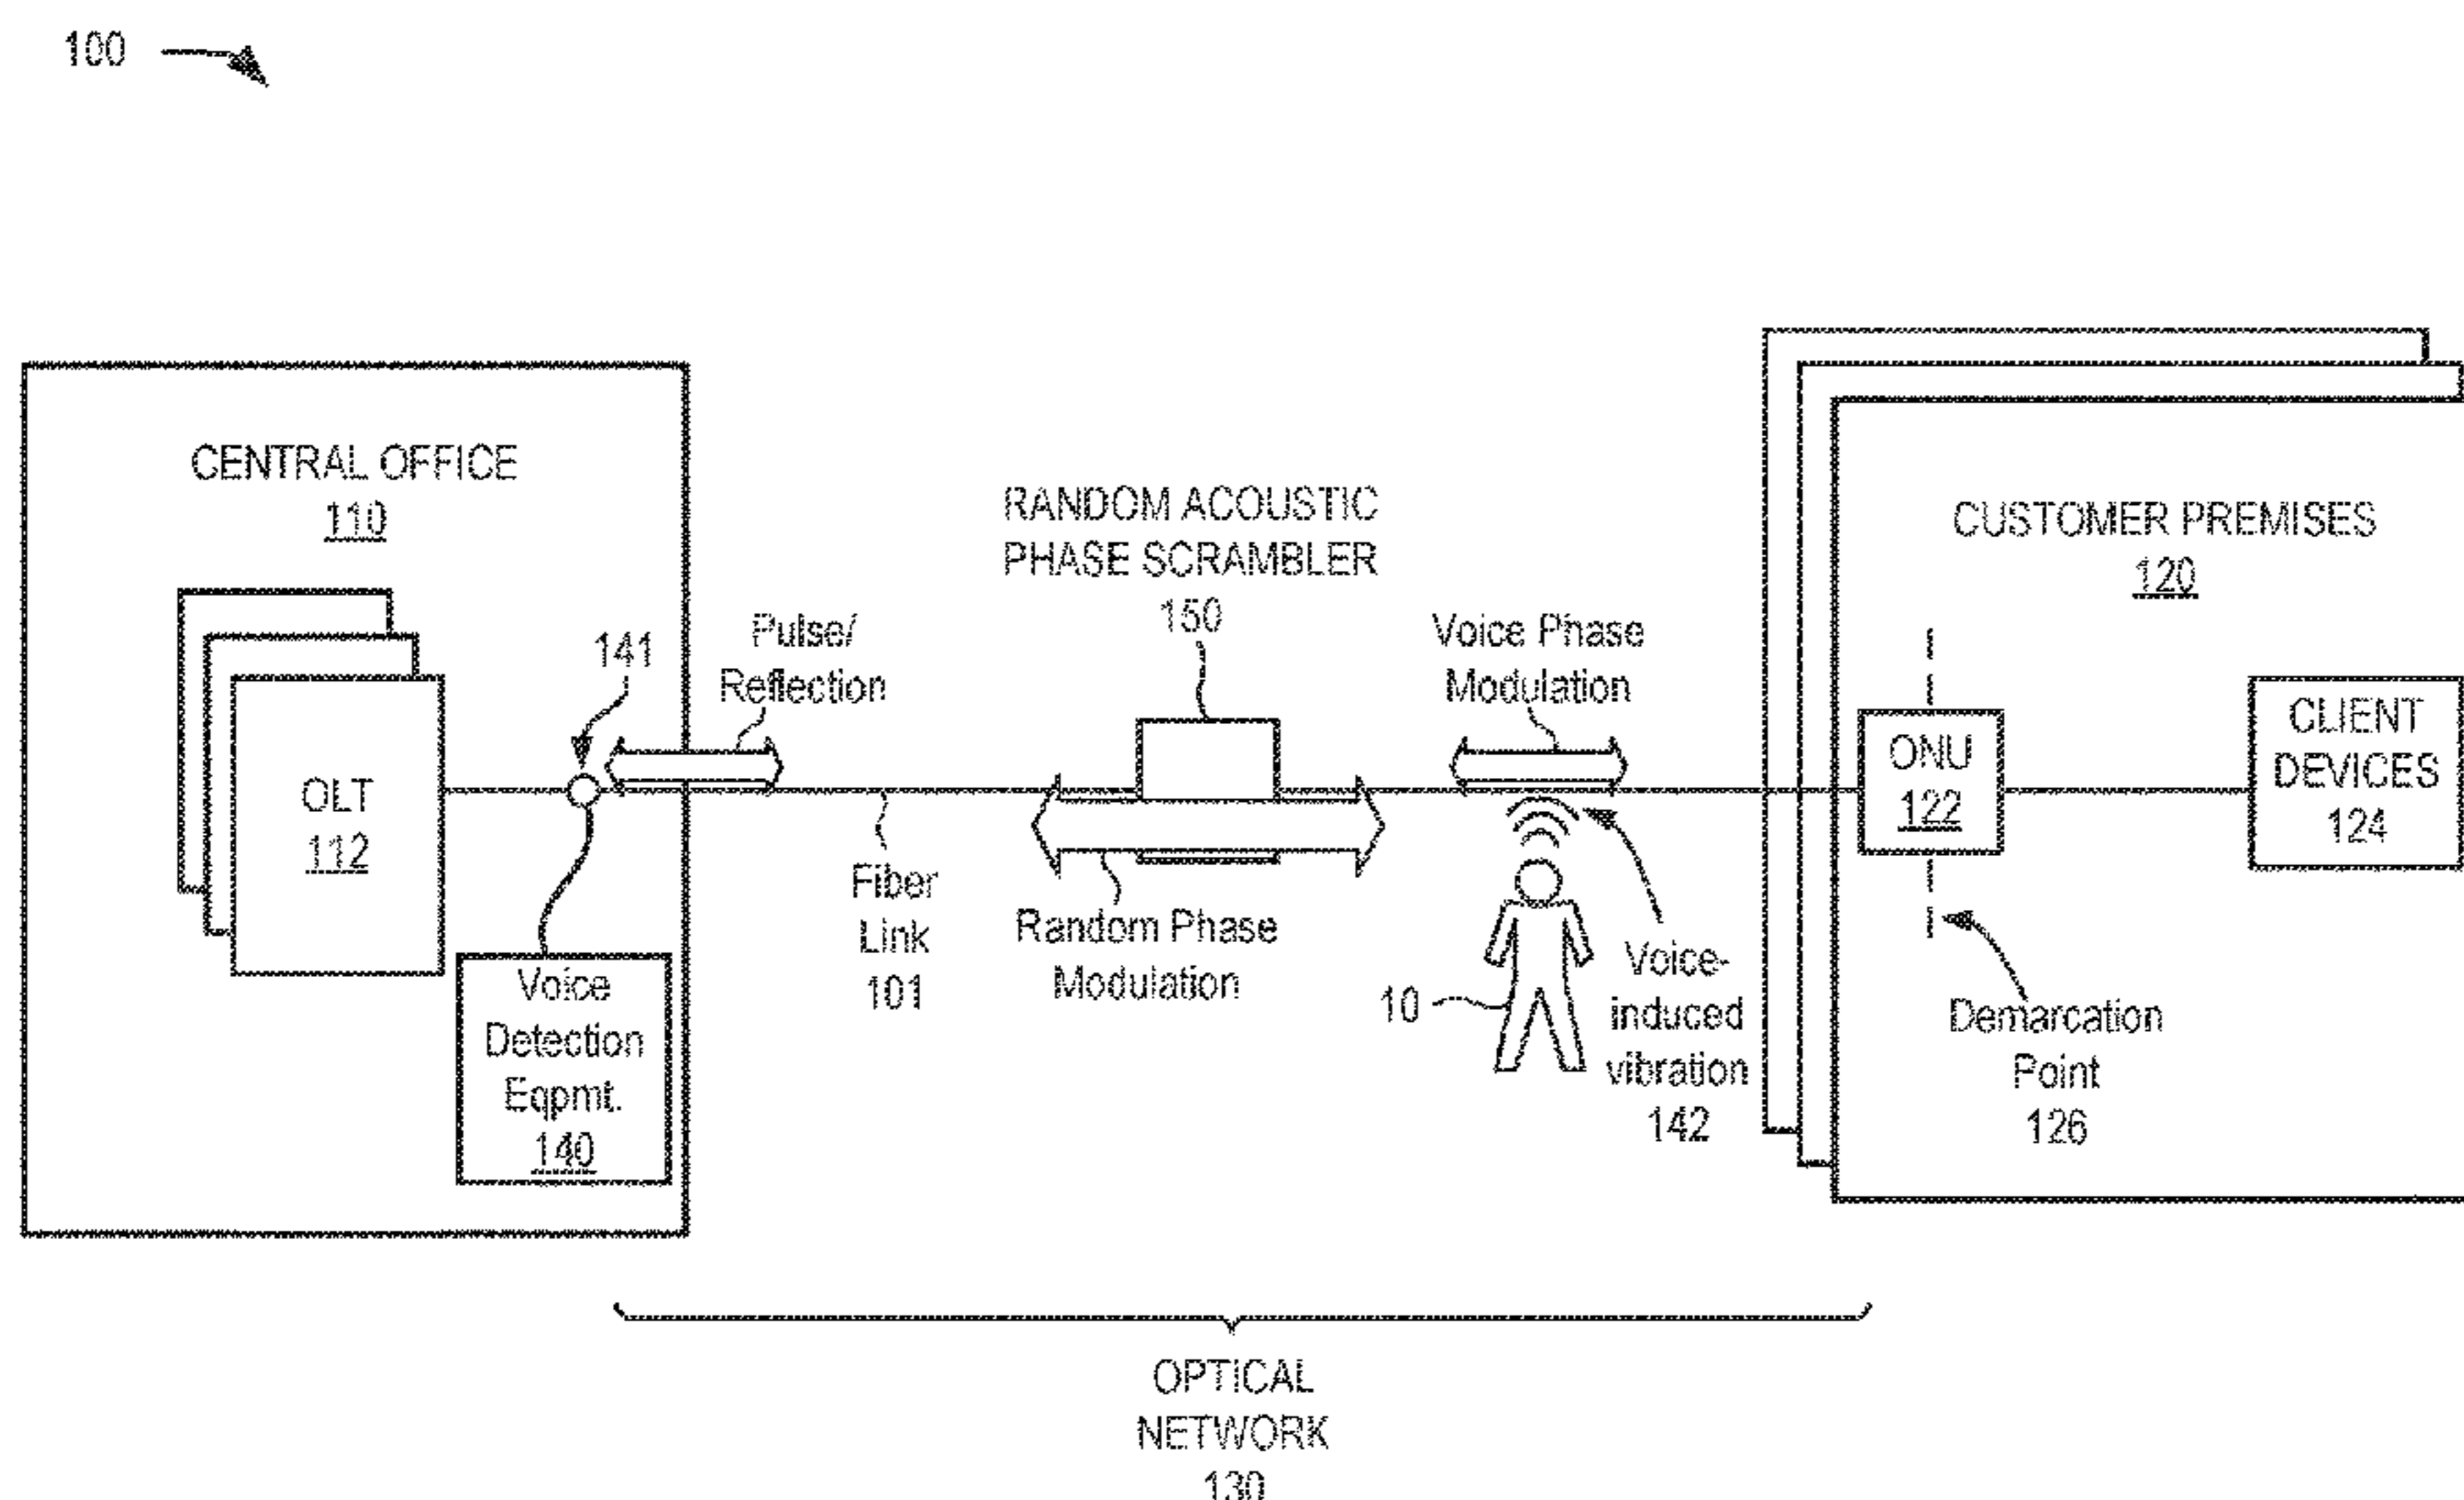 100
CENTRAL OFFICE
110
OLT
112
141
Voice
Detection
Eqpmt.
140
Pulse/
Reflection
Fiber
Link
101
RANDOM ACOUSTIC
PHASE SCRAMBLER
150
Random Phase
Modulation
Voice Phase
Modulation
10
Voice-
induced
vibration
142
CUSTOMER PREMISES
120
ONU
122
CLIENT
DEVICES
124
Demarcation
Point
126
OPTICAL
NETWORK
130